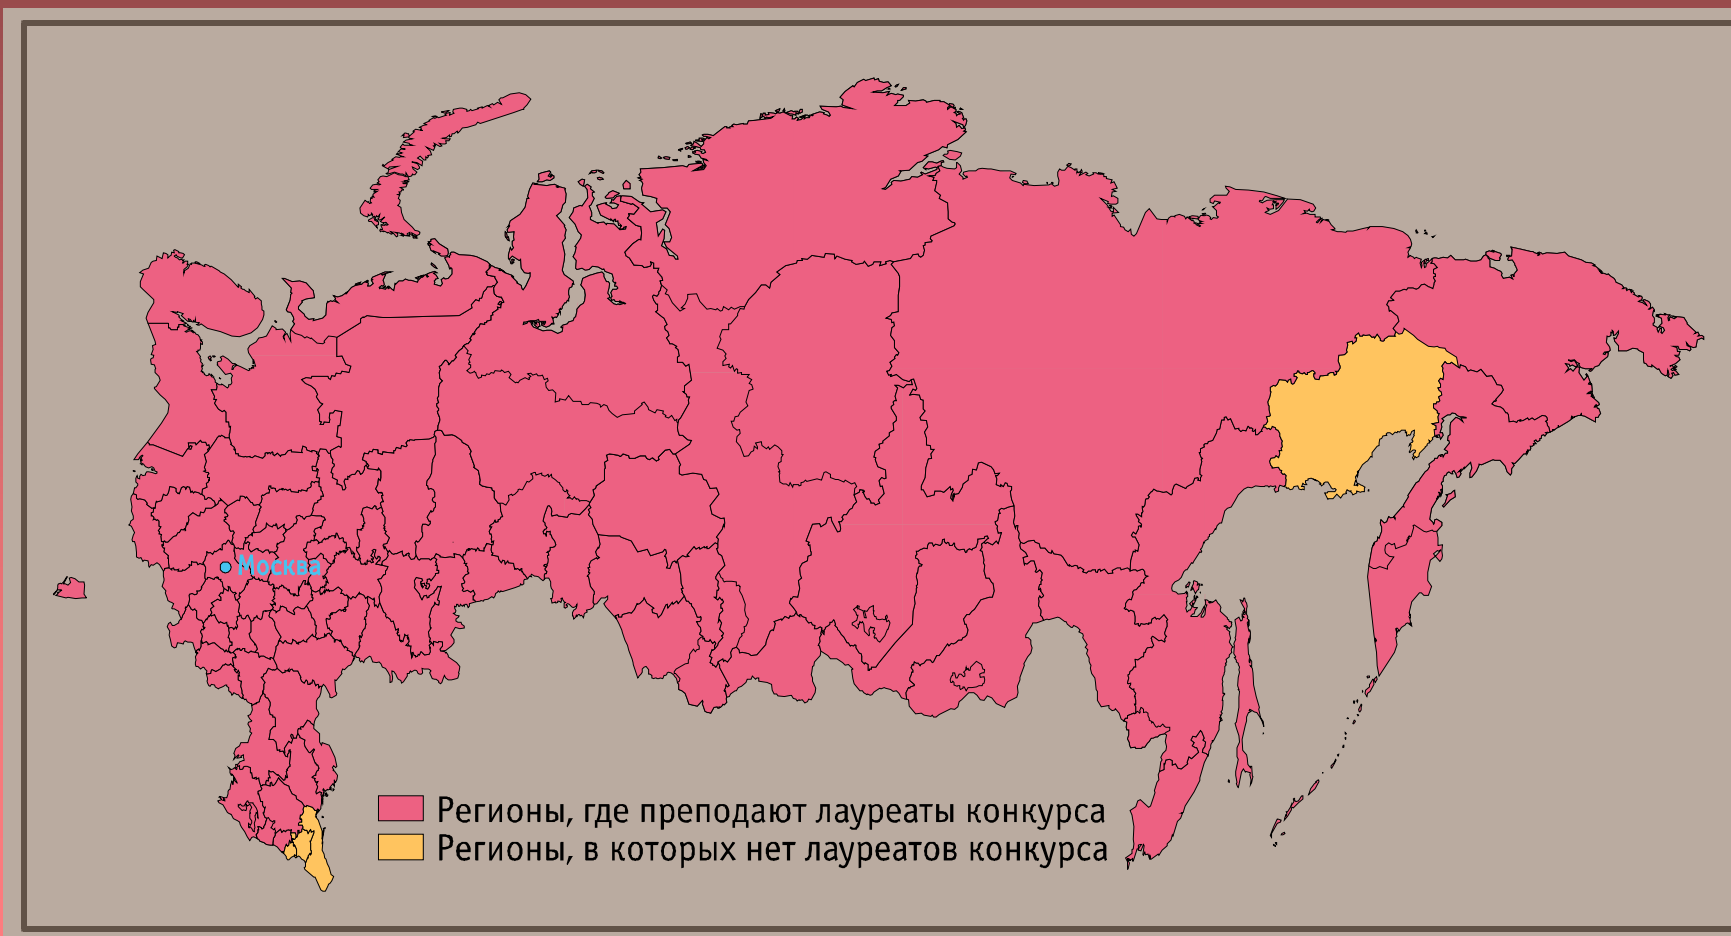 Москва
Регионы, где преподают лауреаты конкурса
Регионы, в которых нет лауреатов конкурса